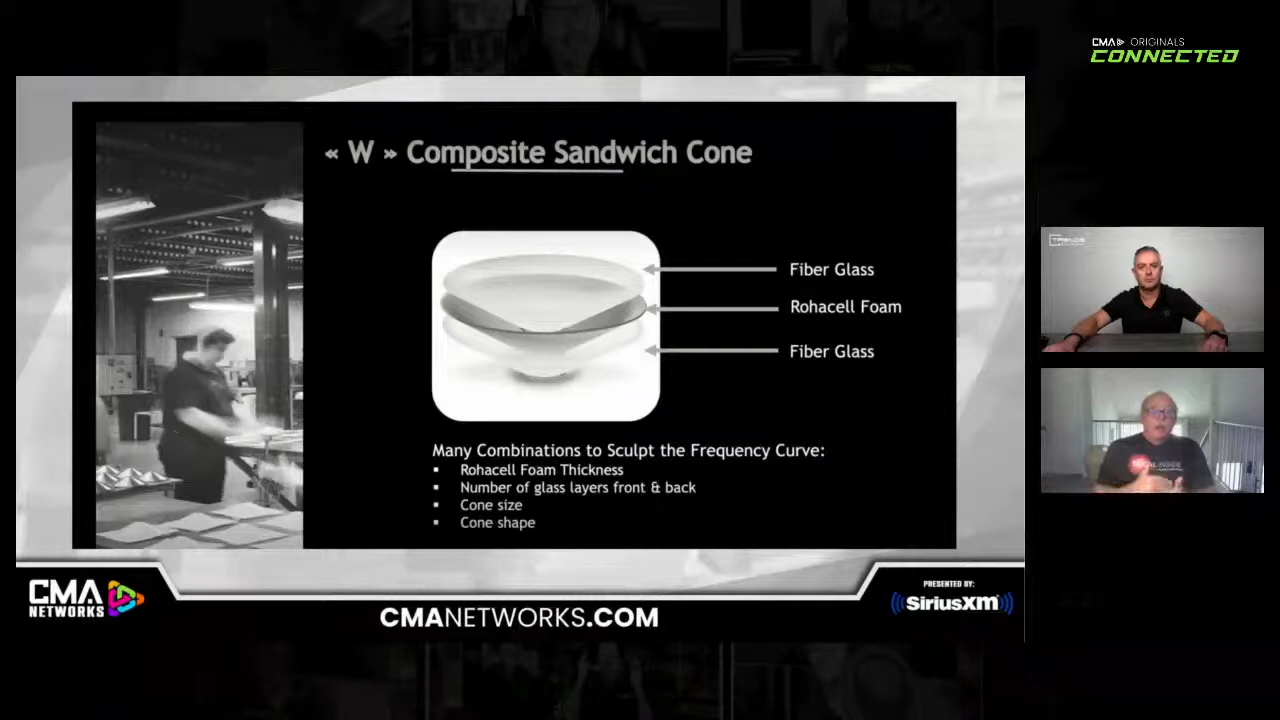 CMA ORIGINALS
CONNECTED
« W » Composite Sandwich Cone
Fiber Glass
Rohacell Foam
Fiber Glass
Many Combinations to Sculpt the Frequency Curve:
▪ Rohacell Foam Thickness
▪ Number of glass layers front & back
▪ Cone size
▪ Cone shape
TRENDS
CMA
NETWORKS
CMANETWORKS.COM
PRESENTED BY:
SiriusXM